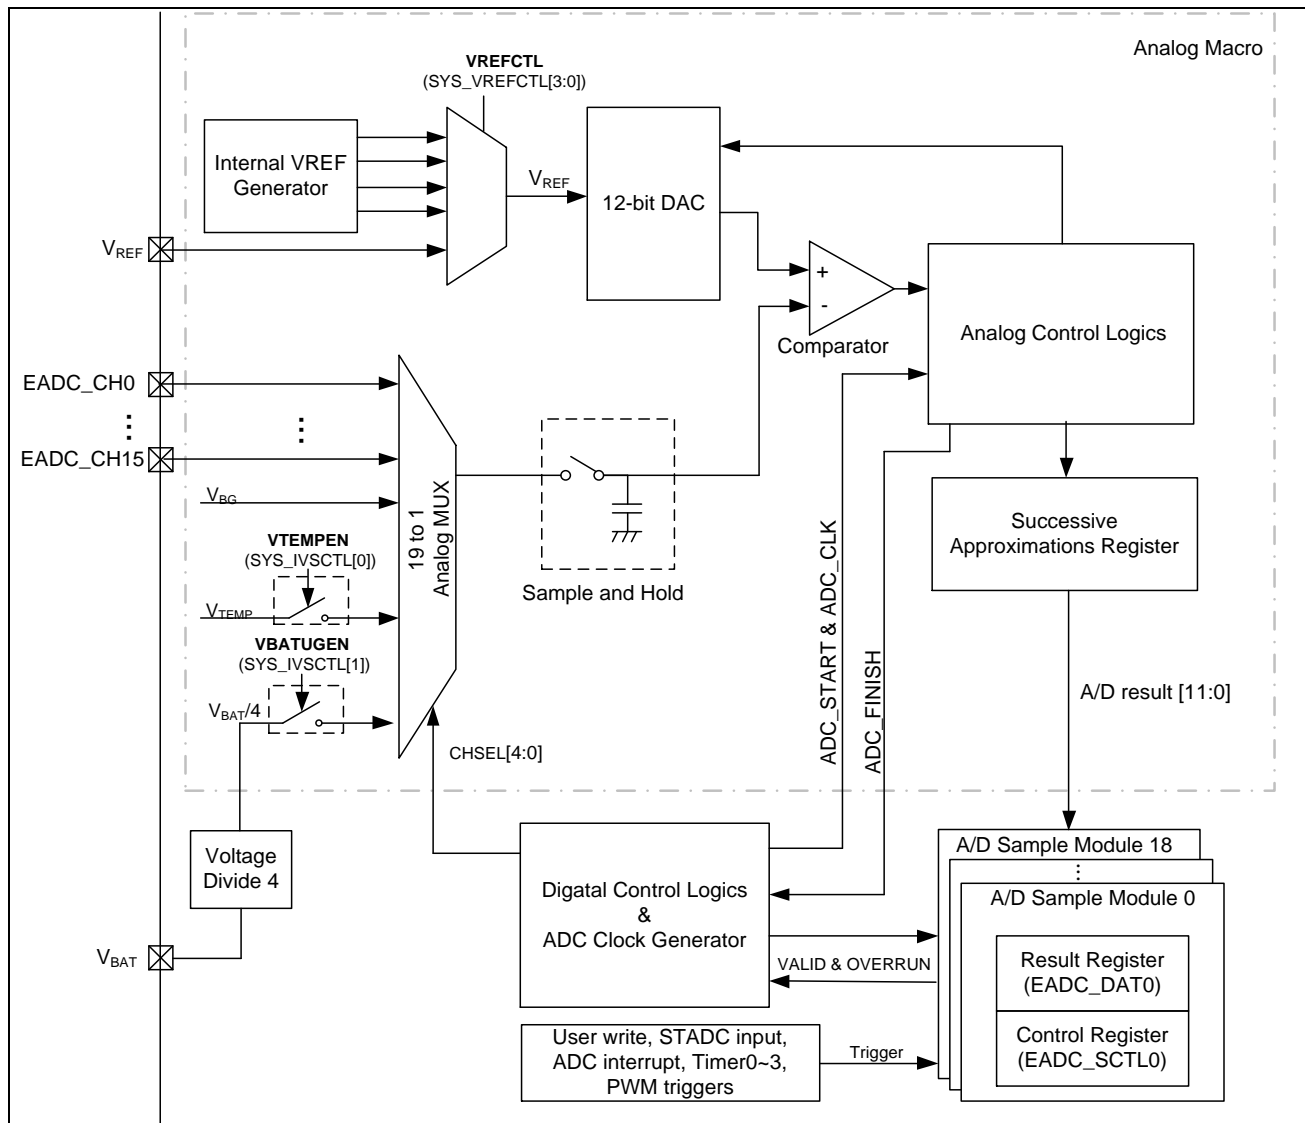 Analog Macro
VREFCTL
(SYS_VREFCTL[3:0])
Internal VREF
Generator
VREF
12-bit DAC
VREF
+
-
Comparator
Analog Control Logics
EADC_CH0
EADC_CH15
19 to 1
Analog MUX
VBG
VTEMPEN
(SYS_IVSCTL[0])
VTEMP
VBATUGEN
(SYS_IVSCTL[1])
VBAT/4
Sample and Hold
Successive
Approximations Register
ADC_START & ADC_CLK
ADC_FINISH
A/D result [11:0]
CHSEL[4:0]
Voltage
Divide 4
VBAT
Digatal Control Logics
&
ADC Clock Generator
VALID & OVERRUN
A/D Sample Module 18
A/D Sample Module 0
Result Register
(EADC_DAT0)
Control Register
(EADC_SCTL0)
User write, STADC input,
ADC interrupt, Timer0~3,
PWM triggers
Trigger